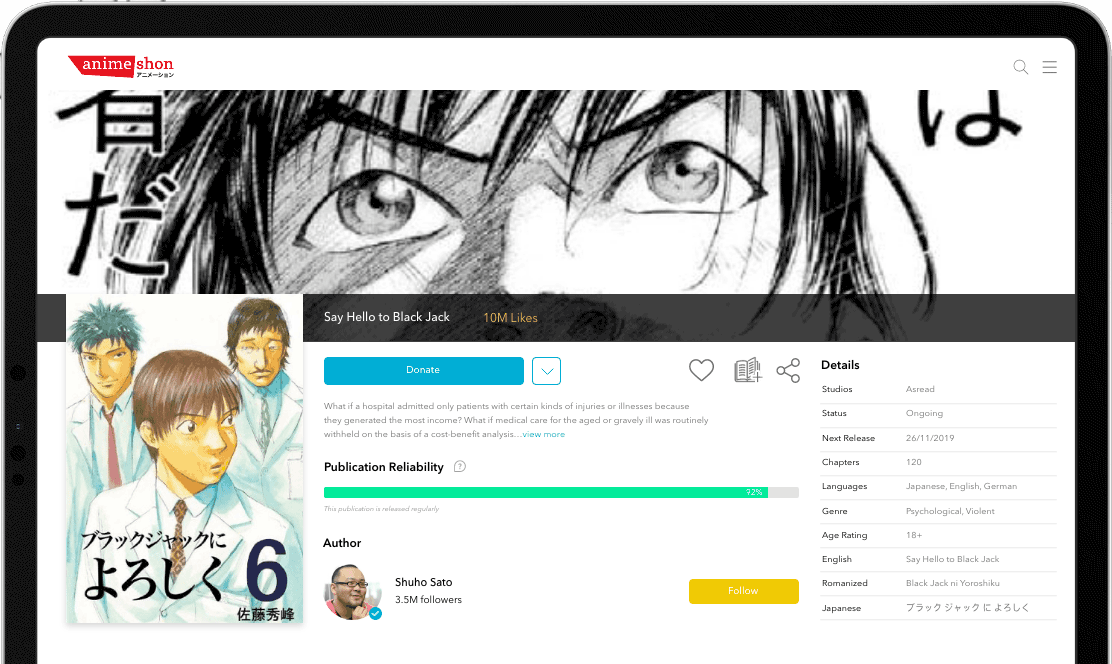 anime shon
アニメーション
は
だ
Say Hello to Black Jack 10M Likes
Donate
What if a hospital admitted only patients with certain kinds of injuries or illnesses because
they generated the most income? What if medical care for the aged or gravely ill was routinely
withheld on the basis of a cost-benefit analysis...view more
Publication Reliability ?
92%
This publication is released regularly
Author
Shuho Sato
3.5M followers
Follow
ブラックジャックに
よろしく 6
佐藤秀峰
Details
Studios Asread
Status Ongoing
Next Release 26/11/2019
Chapters 120
Languages Japanese, English, German
Genre Psychological, Violent
Age Rating 18+
English Say Hello to Black Jack
Romanized Black Jack ni Yoroshiku
Japanese ブラック ジャック に よろしく